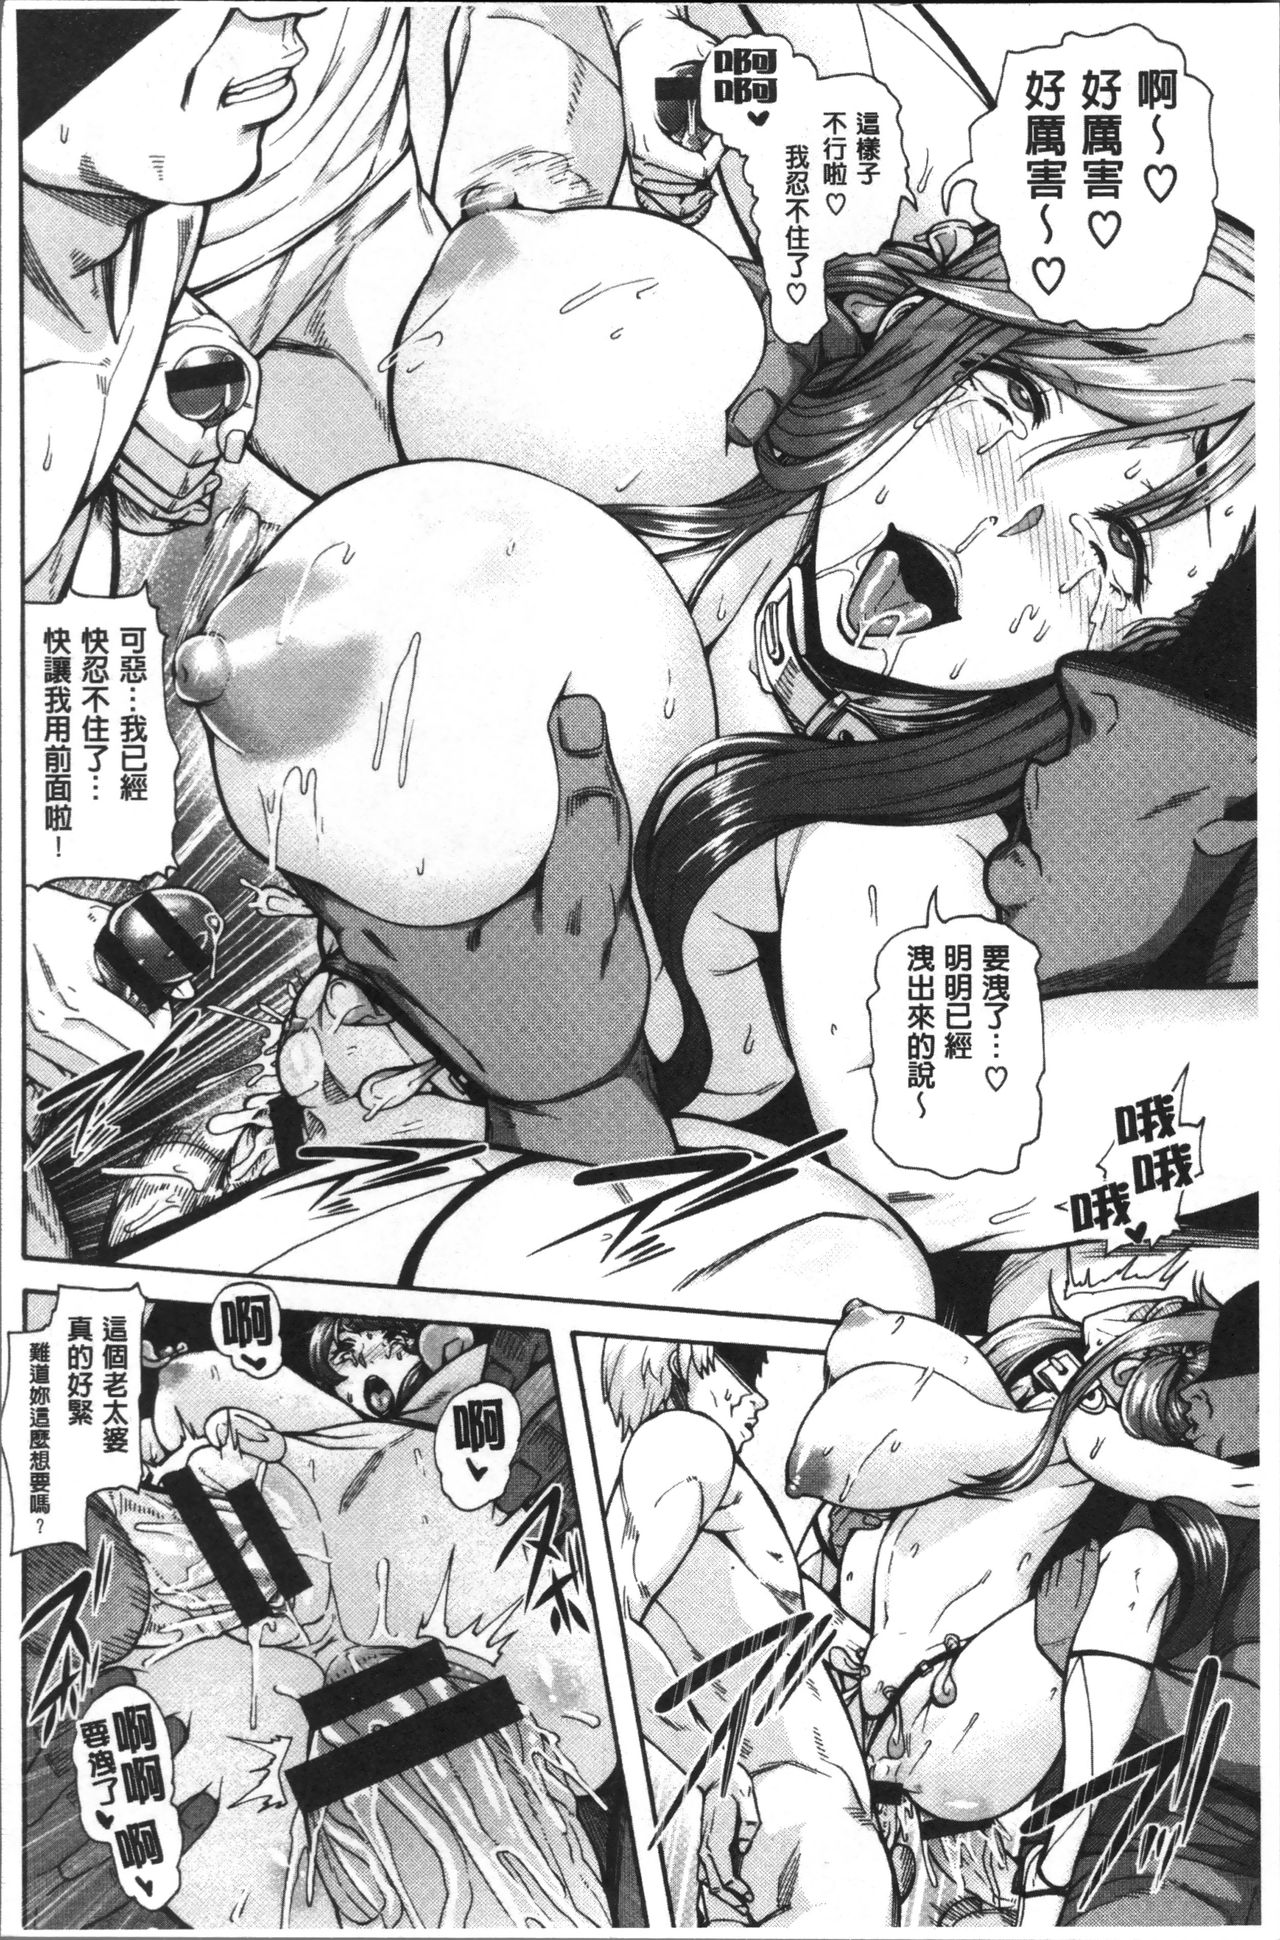 啊～♡
好厲害♡
好厲害～♡
啊啊♥
這樣子
不行啦♡
我忍不住了♡
可惡…我已經
快忍不住了…
快讓我用前面啦！
要洩了…♡
明明已經
洩出來的說～
哦
哦哦♥
啊♥
啊♥
這個老太婆
真的好緊
難道妳這麼想要嗎？
啊啊
要洩了♥
啊
啊♥